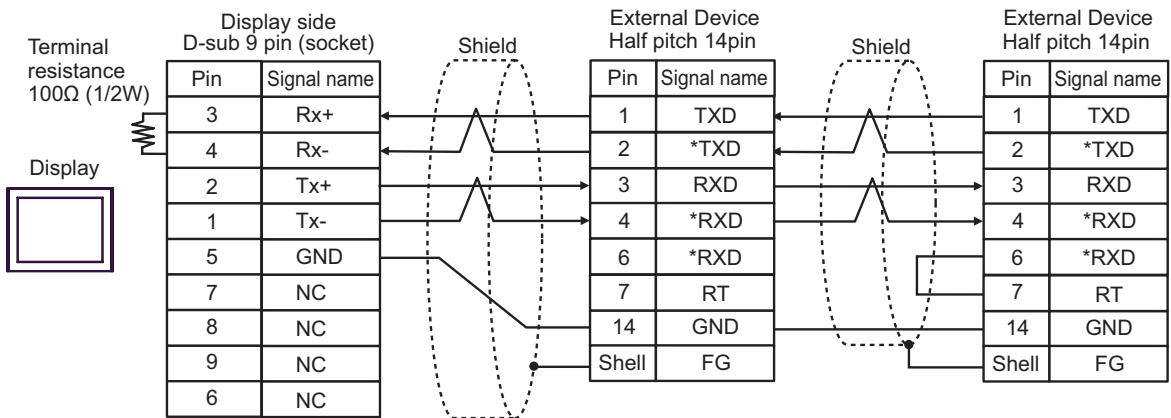 Terminal
resistance
100Ω (1/2W)
Display
Display side
D-sub 9 pin (socket)
Pin Signal name
3 Rx+
4 Rx-
2 Tx+
1 Tx-
5 GND
7 NC
8 NC
9 NC
6 NC
Shield
External Device
Half pitch 14pin
Pin Signal name
1 TXD
2 *TXD
3 RXD
4 *RXD
6 *RXD
7 RT
14 GND
Shell FG
Shield
External Device
Half pitch 14pin
Pin Signal name
1 TXD
2 *TXD
3 RXD
4 *RXD
6 *RXD
7 RT
14 GND
Shell FG